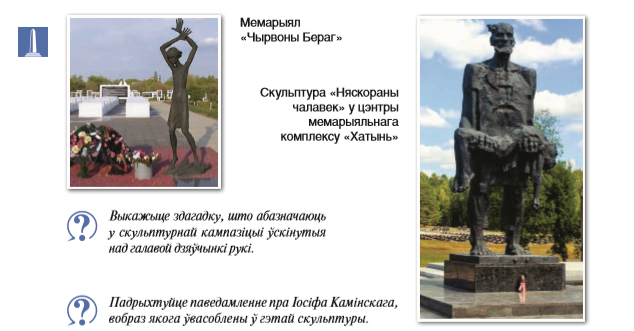 Мемарыял
«Чырвоны Бераг»
Скульптура «Няскораны
чалавек» у цэнтры
мемарыяльнага
комплексу «Хатынь»
Выкажыце здагадку, што абазначаюць
у скульптурнай кампазіцыі ўскінутыя
над галавой дзяўчынкі рукі.
Падрыхтуйце паведамленне пра Іосіфа Камінскага,
вобраз якога ўвасоблены ў гэтай скульптуры.